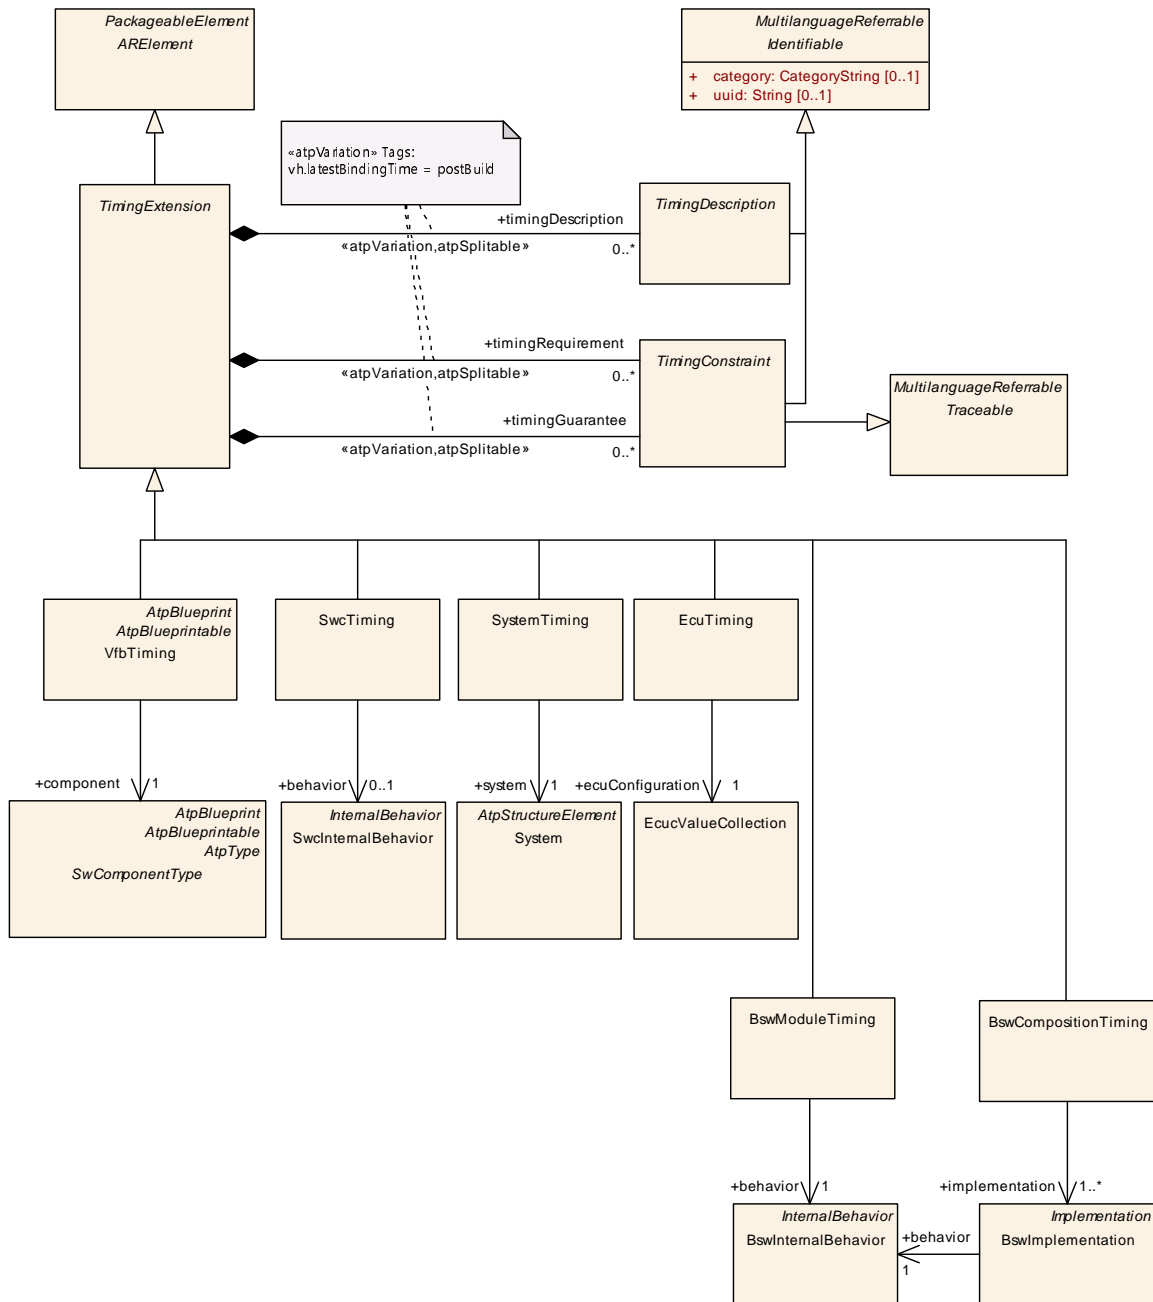 PackageableElement
ARElement
MultilanguageReferrable
Identifiable
+ category: CategoryString [0..1]
+ uuid: String [0..1]
«atpVariation» Tags:
vh.latestBindingTime = postBuild
TimingExtension
+timingDescription
«atpVariation,atpSplitable»
0..*
TimingDescription
+timingRequirement
«atpVariation,atpSplitable»
0..*
TimingConstraint
+timingGuarantee
«atpVariation,atpSplitable»
0..*
MultilanguageReferrable
Traceable
AtpBlueprint
AtpBlueprintable
VfbTiming
SwcTiming
SystemTiming
EcuTiming
+component 1
+behavior 0..1
+system 1
+ecuConfiguration 1
AtpBlueprint
AtpBlueprintable
AtpType
SwComponentType
InternalBehavior
SwcInternalBehavior
AtpStructureElement
System
EcucValueCollection
BswModuleTiming
BswCompositionTiming
+behavior 1
+implementation 1..*
InternalBehavior
BswInternalBehavior
+behavior
1
Implementation
BswImplementation